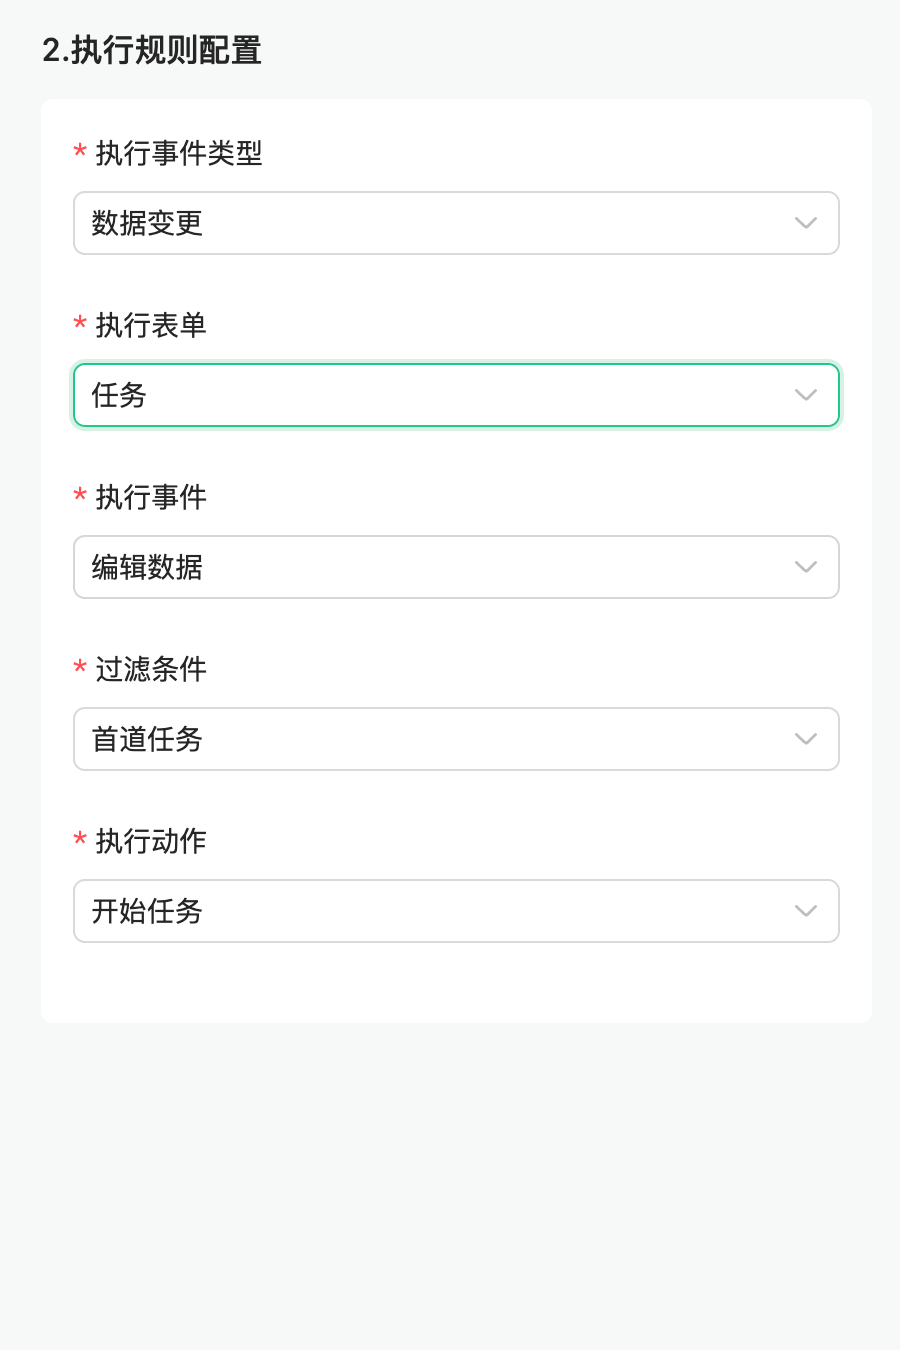 2.执行规则配置
* 执行事件类型
数据变更
* 执行表单
任务
* 执行事件
编辑数据
* 过滤条件
首道任务
* 执行动作
开始任务